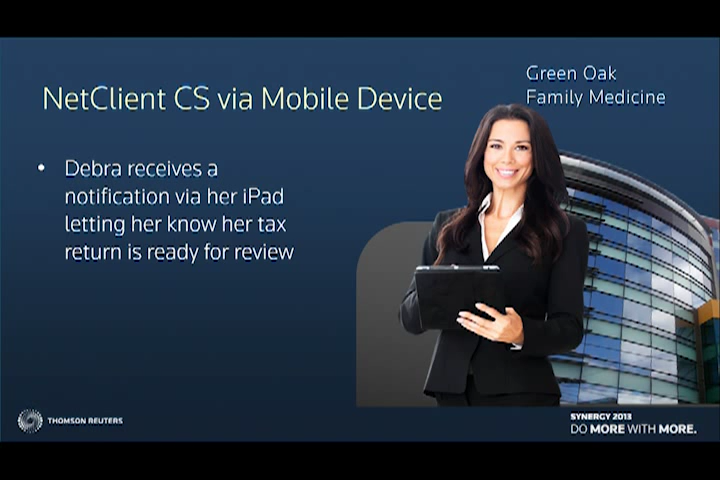 Green Oak
Family Medicine
NetClient CS via Mobile Device
• Debra receives a
notification via her iPad
letting her know her tax
return is ready for review
THOMSON REUTERS
SYNERGY 2013
DO MORE WITH MORE.